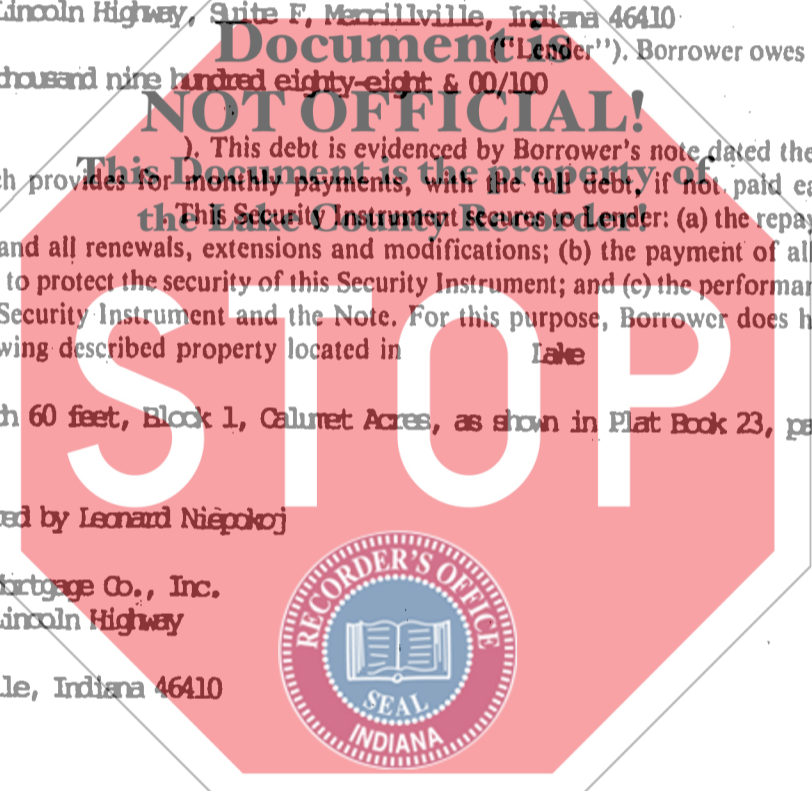 Lincoln Highway, Suite F, Merrillville, Indiana 46410
Document is
("Lender"). Borrower owes
thousand nine hundred eighty-eight & 00/100
NOT OFFICIAL!
). This debt is evidenced by Borrower's note dated the
This Document is the property of
ch provides for monthly payments, with the full debt, if not paid ea
the Lake County Recorder!
. This Security Instrument secures to Lender: (a) the repay
and all renewals, extensions and modifications; (b) the payment of all
to protect the security of this Security Instrument; and (c) the performan
Security Instrument and the Note. For this purpose, Borrower does h
wing described property located in Lake
STOP
th 60 feet, Block 1, Calumet Acres, as shown in Plat Book 23, pa
ed by Leonard Niepokoj
Mortgage Co., Inc.
Lincoln Highway
le, Indiana 46410
RECORDER'S OFFICE
SEAL
INDIANA